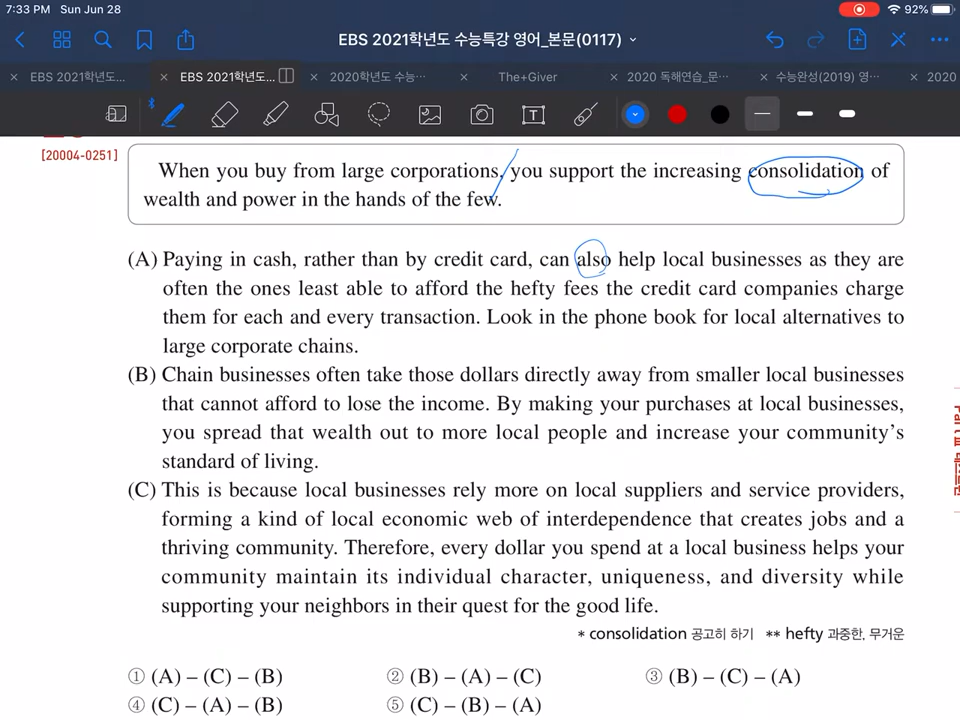 7:33 PM Sun Jun 28
92%
EBS 2021학년도 수능특강 영어_본문(0117)
EBS 2021학년도...
EBS 2021학년도...
2020학년도 수능...
The+Giver
2020 독해연습_문...
수능완성(2019) 영...
2020
[20004-0251]
When you buy from large corporations, you support the increasing consolidation of
wealth and power in the hands of the few.
(A) Paying in cash, rather than by credit card, can also help local businesses as they are
often the ones least able to afford the hefty fees the credit card companies charge
them for each and every transaction. Look in the phone book for local alternatives to
large corporate chains.
(B) Chain businesses often take those dollars directly away from smaller local businesses
that cannot afford to lose the income. By making your purchases at local businesses,
you spread that wealth out to more local people and increase your community's
standard of living.
(C) This is because local businesses rely more on local suppliers and service providers,
forming a kind of local economic web of interdependence that creates jobs and a
thriving community. Therefore, every dollar you spend at a local business helps your
community maintain its individual character, uniqueness, and diversity while
supporting your neighbors in their quest for the good life.
* consolidation 공고히 하기 ** hefty 과중한, 무거운
① (A) – (C) – (B)
② (B) – (A) – (C)
③ (B) – (C) – (A)
④ (C) – (A) – (B)
⑤ (C) – (B) – (A)